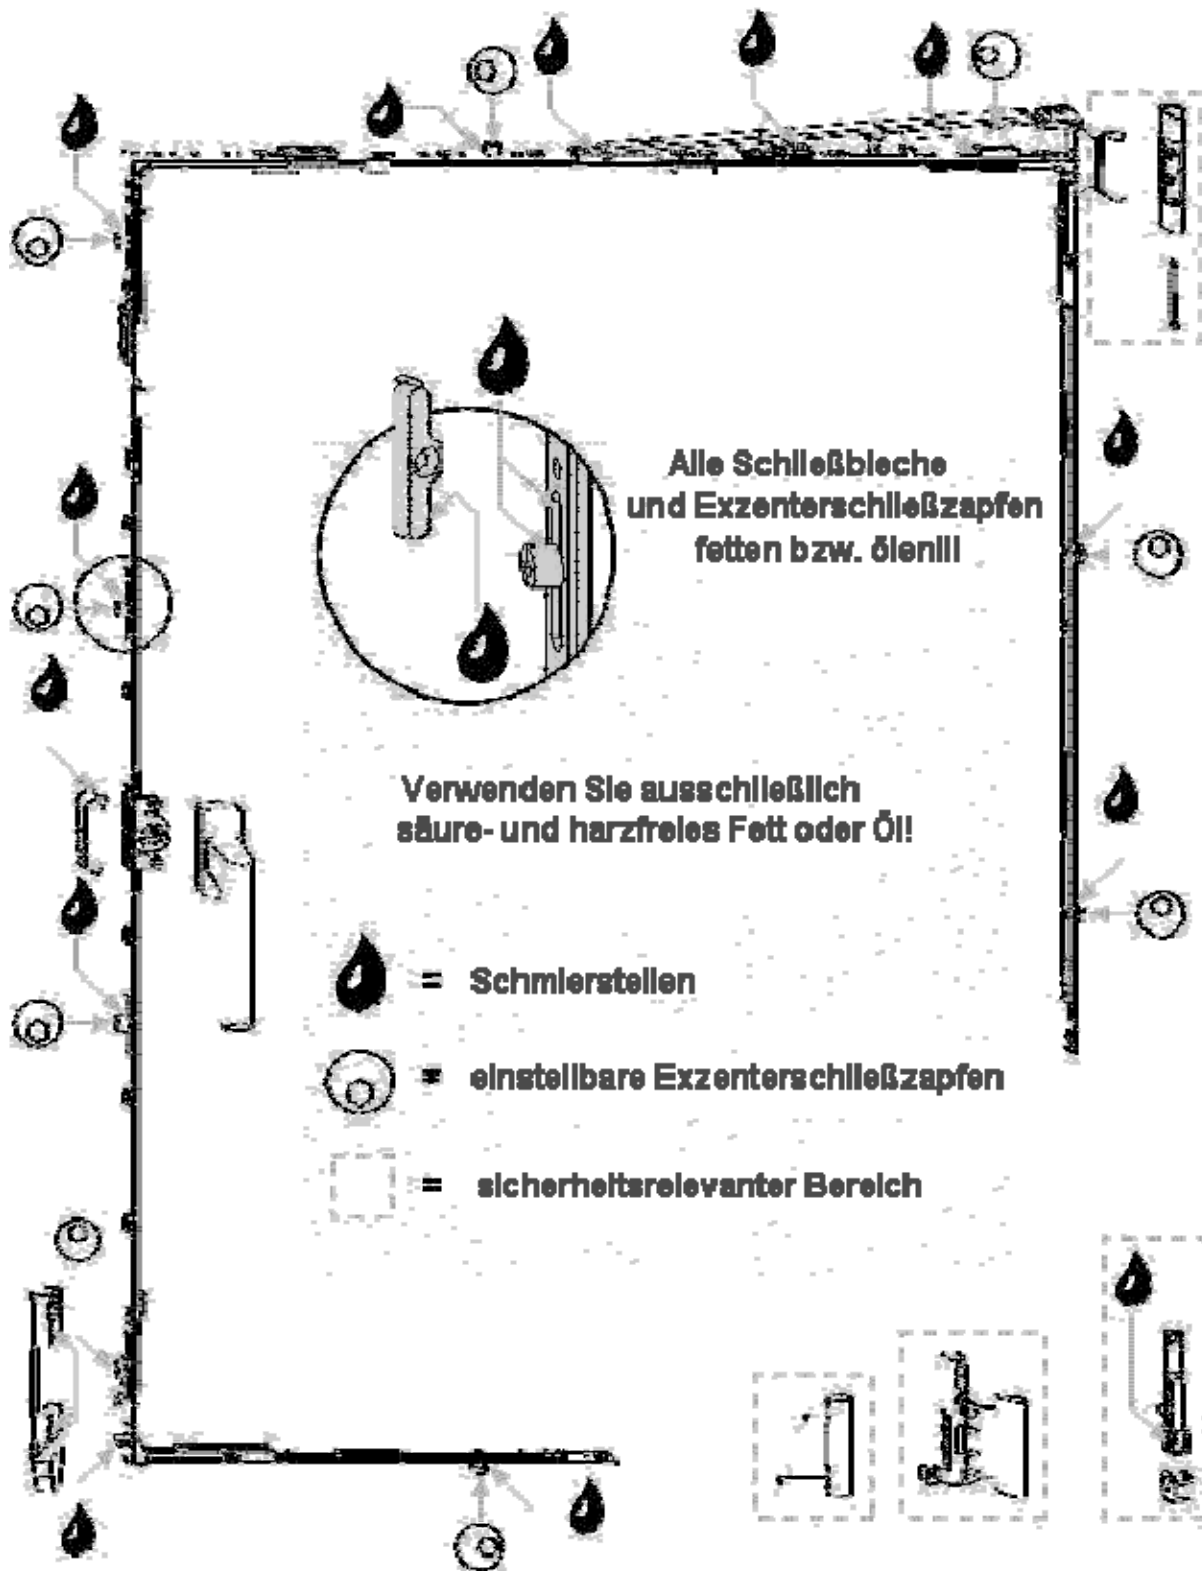 Alle Schließbleche
und Exzenterschließzapfen
fetten bzw. ölen!!!
Verwenden Sie ausschließlich
säure- und harzfreies Fett oder Öl!
= Schmierstellen
= einstellbare Exzenterschließzapfen
= sicherheitsrelevanter Bereich